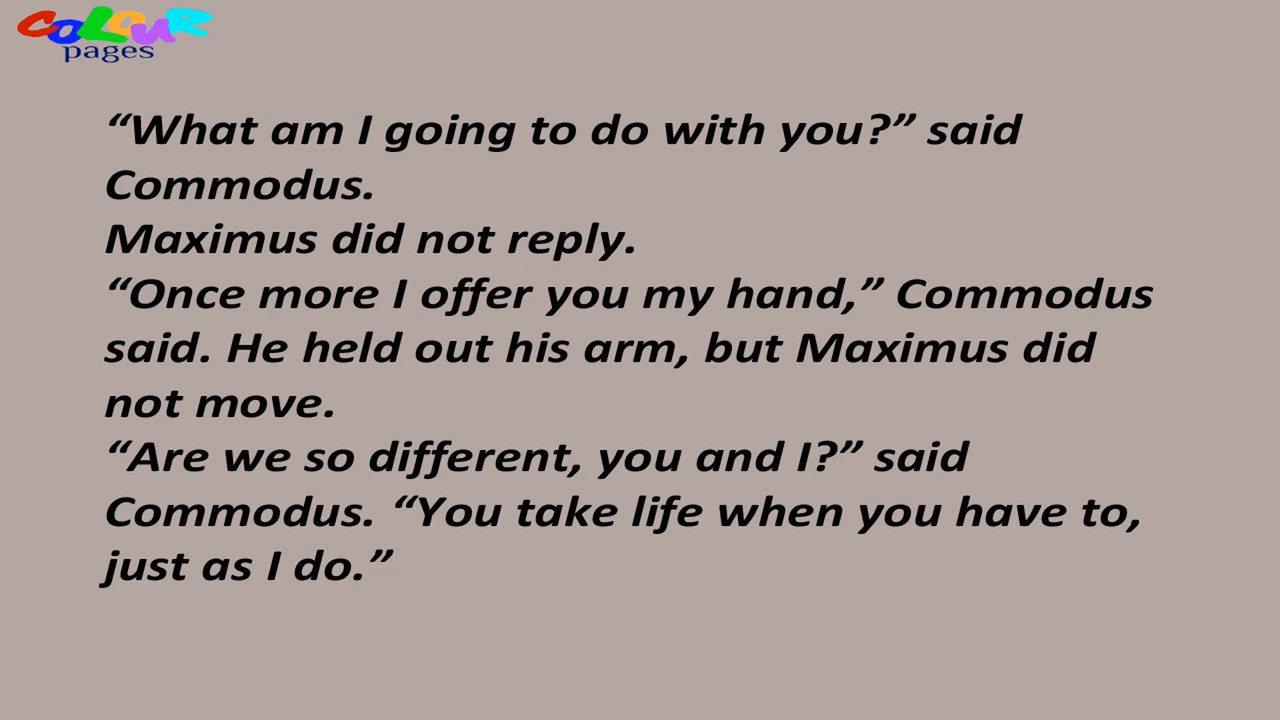 COLOUR
pages
“What am I going to do with you?” said
Commodus.
Maximus did not reply.
“Once more I offer you my hand,” Commodus
said. He held out his arm, but Maximus did
not move.
“Are we so different, you and I?” said
Commodus. “You take life when you have to,
just as I do.”